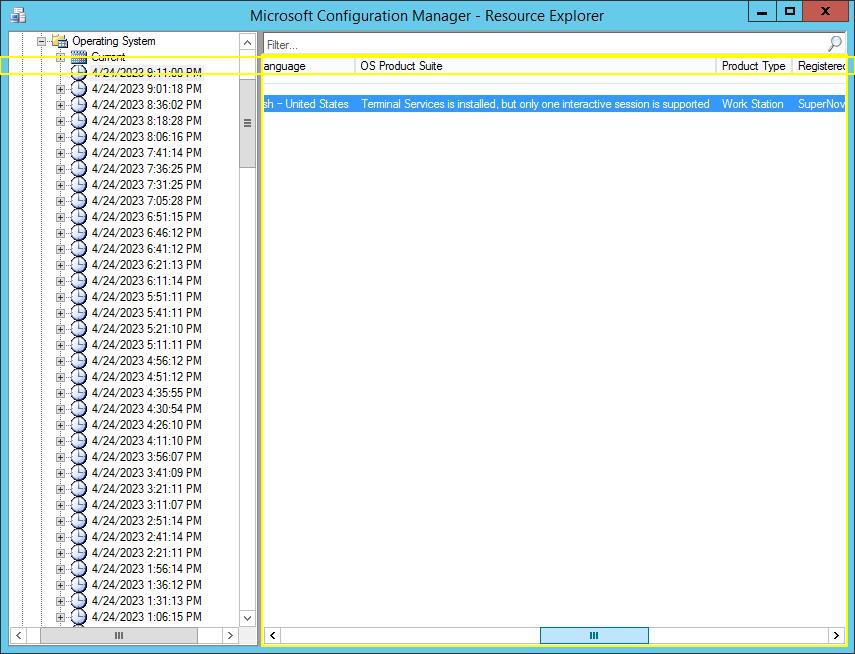 Microsoft Configuration Manager - Resource Explorer
Operating System
Current
4/24/2023 9:11:00 PM
4/24/2023 9:01:18 PM
4/24/2023 8:36:02 PM
4/24/2023 8:18:28 PM
4/24/2023 8:06:16 PM
4/24/2023 7:41:14 PM
4/24/2023 7:36:25 PM
4/24/2023 7:31:25 PM
4/24/2023 7:05:28 PM
4/24/2023 6:51:15 PM
4/24/2023 6:46:12 PM
4/24/2023 6:41:12 PM
4/24/2023 6:21:13 PM
4/24/2023 6:11:14 PM
4/24/2023 5:51:11 PM
4/24/2023 5:41:11 PM
4/24/2023 5:21:10 PM
4/24/2023 5:11:11 PM
4/24/2023 4:56:12 PM
4/24/2023 4:51:12 PM
4/24/2023 4:35:55 PM
4/24/2023 4:30:54 PM
4/24/2023 4:26:10 PM
4/24/2023 4:11:10 PM
4/24/2023 3:56:07 PM
4/24/2023 3:41:09 PM
4/24/2023 3:21:11 PM
4/24/2023 3:11:07 PM
4/24/2023 2:51:14 PM
4/24/2023 2:41:14 PM
4/24/2023 2:21:11 PM
4/24/2023 1:56:14 PM
4/24/2023 1:36:12 PM
4/24/2023 1:31:13 PM
4/24/2023 1:06:15 PM
Filter...
anguage OS Product Suite Product Type Registered
sh - United States Terminal Services is installed, but only one interactive session is supported Work Station SuperNov